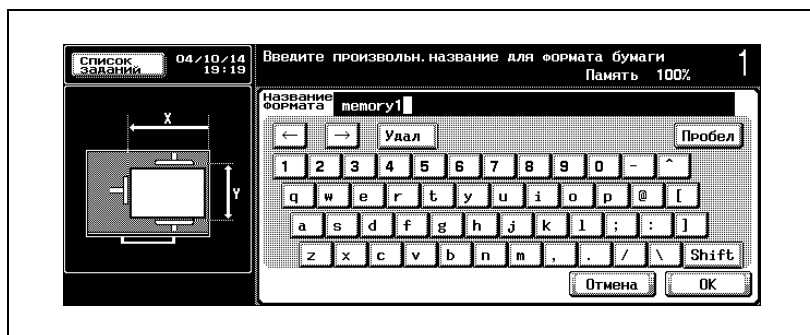 Список заданий
04/10/14
19:19
Введите произвольн.название для формата бумаги
Память 100%
1
Название формата
memory1
X
Y
← → Удал Пробел
1 2 3 4 5 6 7 8 9 0 - ^
q w e r t y u i o p @ [
a s d f g h j k l ; : ]
z x c v b n m , . / \ Shift
Отмена OK